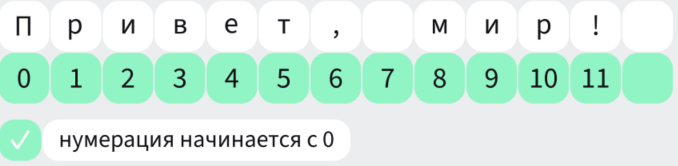 П р и в е т , м и р !
0 1 2 3 4 5 6 7 8 9 10 11
нумерация начинается с 0